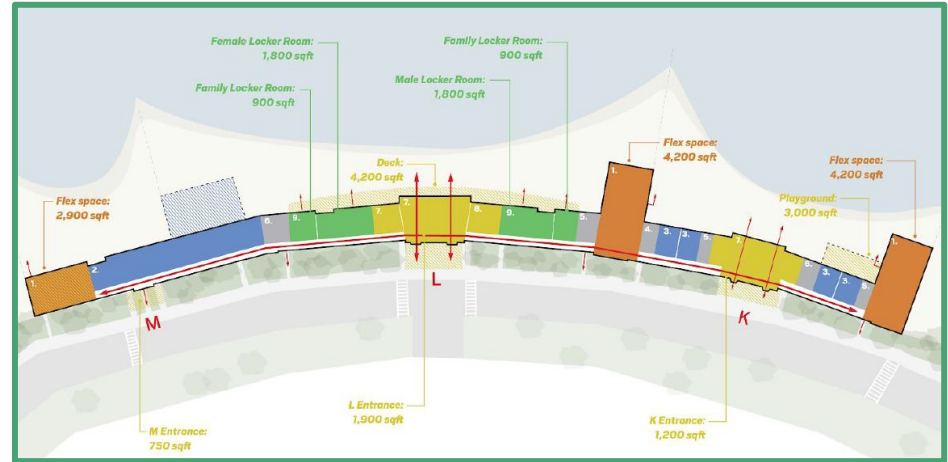 Female Locker Room:
1,800 sqft
Family Locker Room:
900 sqft
Family Locker Room:
900 sqft
Male Locker Room:
1,800 sqft
Deck:
4,200 sqft
Flex space:
4,200 sqft
Flex space:
4,200 sqft
Flex space:
2,900 sqft
Playground:
3,000 sqft
1.
2.
6.
9.
7.
7.
8.
9.
5.
1.
4.
3.
3.
5.
7.
6.
3.
3.
5.
1.
M
L
K
M Entrance:
750 sqft
L Entrance:
1,900 sqft
K Entrance:
1,200 sqft